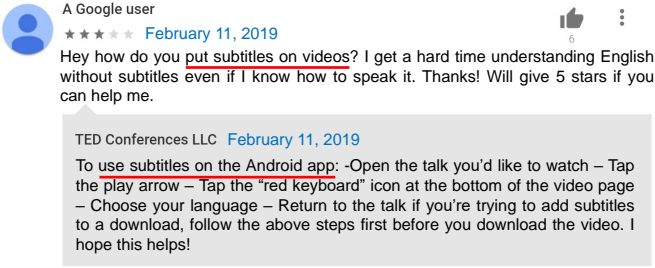 A Google user
February 11, 2019
6
Hey how do you put subtitles on videos? I get a hard time understanding English
without subtitles even if I know how to speak it. Thanks! Will give 5 stars if you
can help me.
TED Conferences LLC February 11, 2019
To use subtitles on the Android app: -Open the talk you’d like to watch – Tap
the play arrow – Tap the “red keyboard” icon at the bottom of the video page
– Choose your language – Return to the talk if you’re trying to add subtitles
to a download, follow the above steps first before you download the video. I
hope this helps!